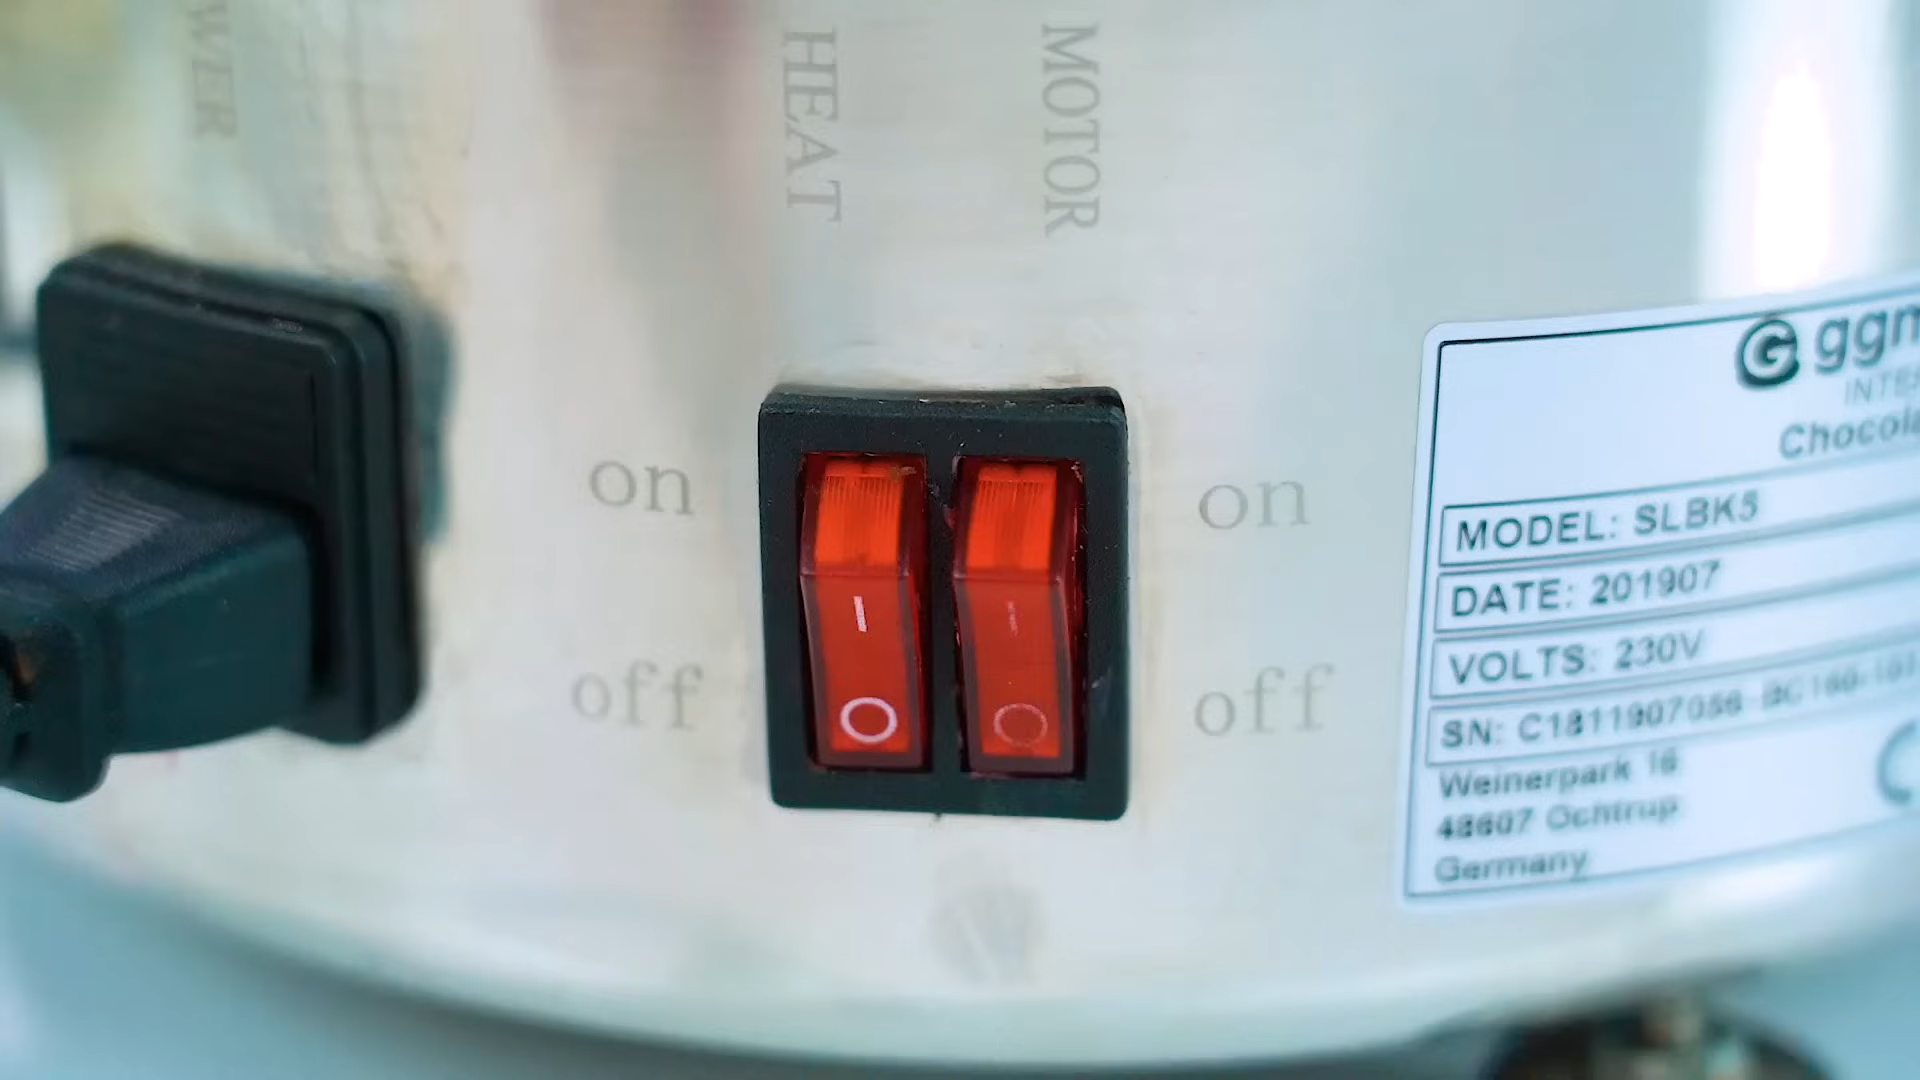 HEAT
MOTOR
on
on
off
off
ggm
Chocola
MODEL: SLBK5
DATE: 201907
VOLTS: 230V
SN: C1811907056
Weinerpark 16
48607 Ochtrup
Germany